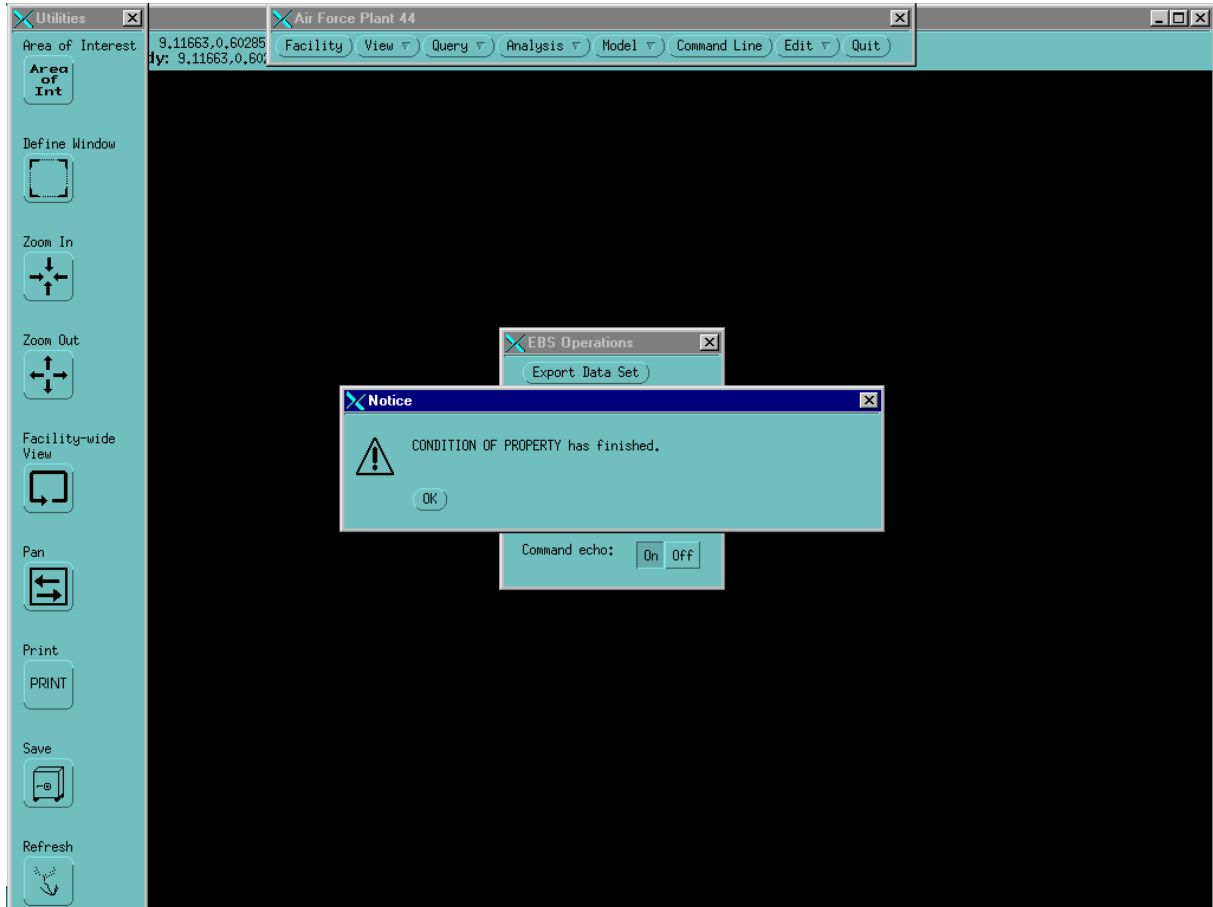 Utilities
Area of Interest
Area
of
Int
Define Window
Zoom In
Zoom Out
Facility-wide
View
Pan
Print
PRINT
Save
Refresh
9.11663,0.60285
dy: 9.11663,0.602
Air Force Plant 44
Facility View Query Analysis Model Command Line Edit Quit
EBS Operations
Export Data Set
Notice
CONDITION OF PROPERTY has finished.
OK
Command echo: On Off